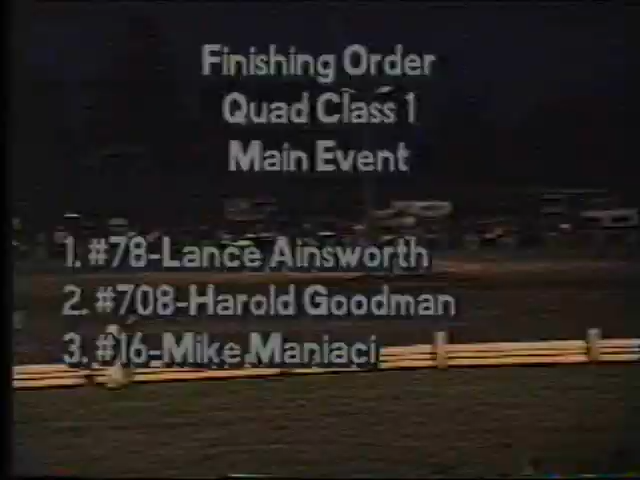 Finishing Order
Quad Class 1
Main Event
1. #78-Lance Ainsworth
2. #708-Harold Goodman
3. #16-Mike Maniaci